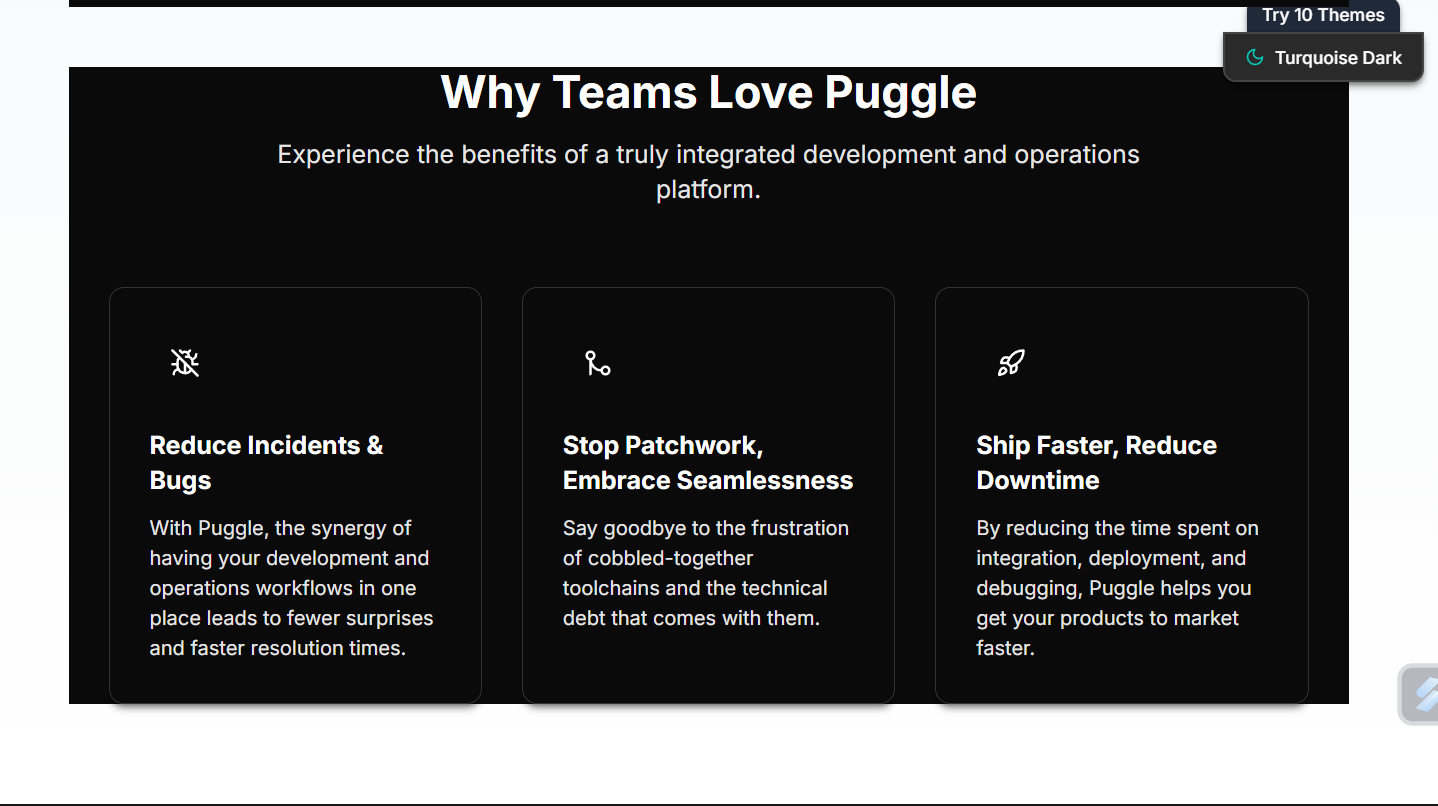 Try 10 Themes
Turquoise Dark
Why Teams Love Puggle
Experience the benefits of a truly integrated development and operations
platform.
Reduce Incidents &
Bugs
With Puggle, the synergy of
having your development and
operations workflows in one
place leads to fewer surprises
and faster resolution times.
Stop Patchwork,
Embrace Seamlessness
Say goodbye to the frustration
of cobbled-together
toolchains and the technical
debt that comes with them.
Ship Faster, Reduce
Downtime
By reducing the time spent on
integration, deployment, and
debugging, Puggle helps you
get your products to market
faster.